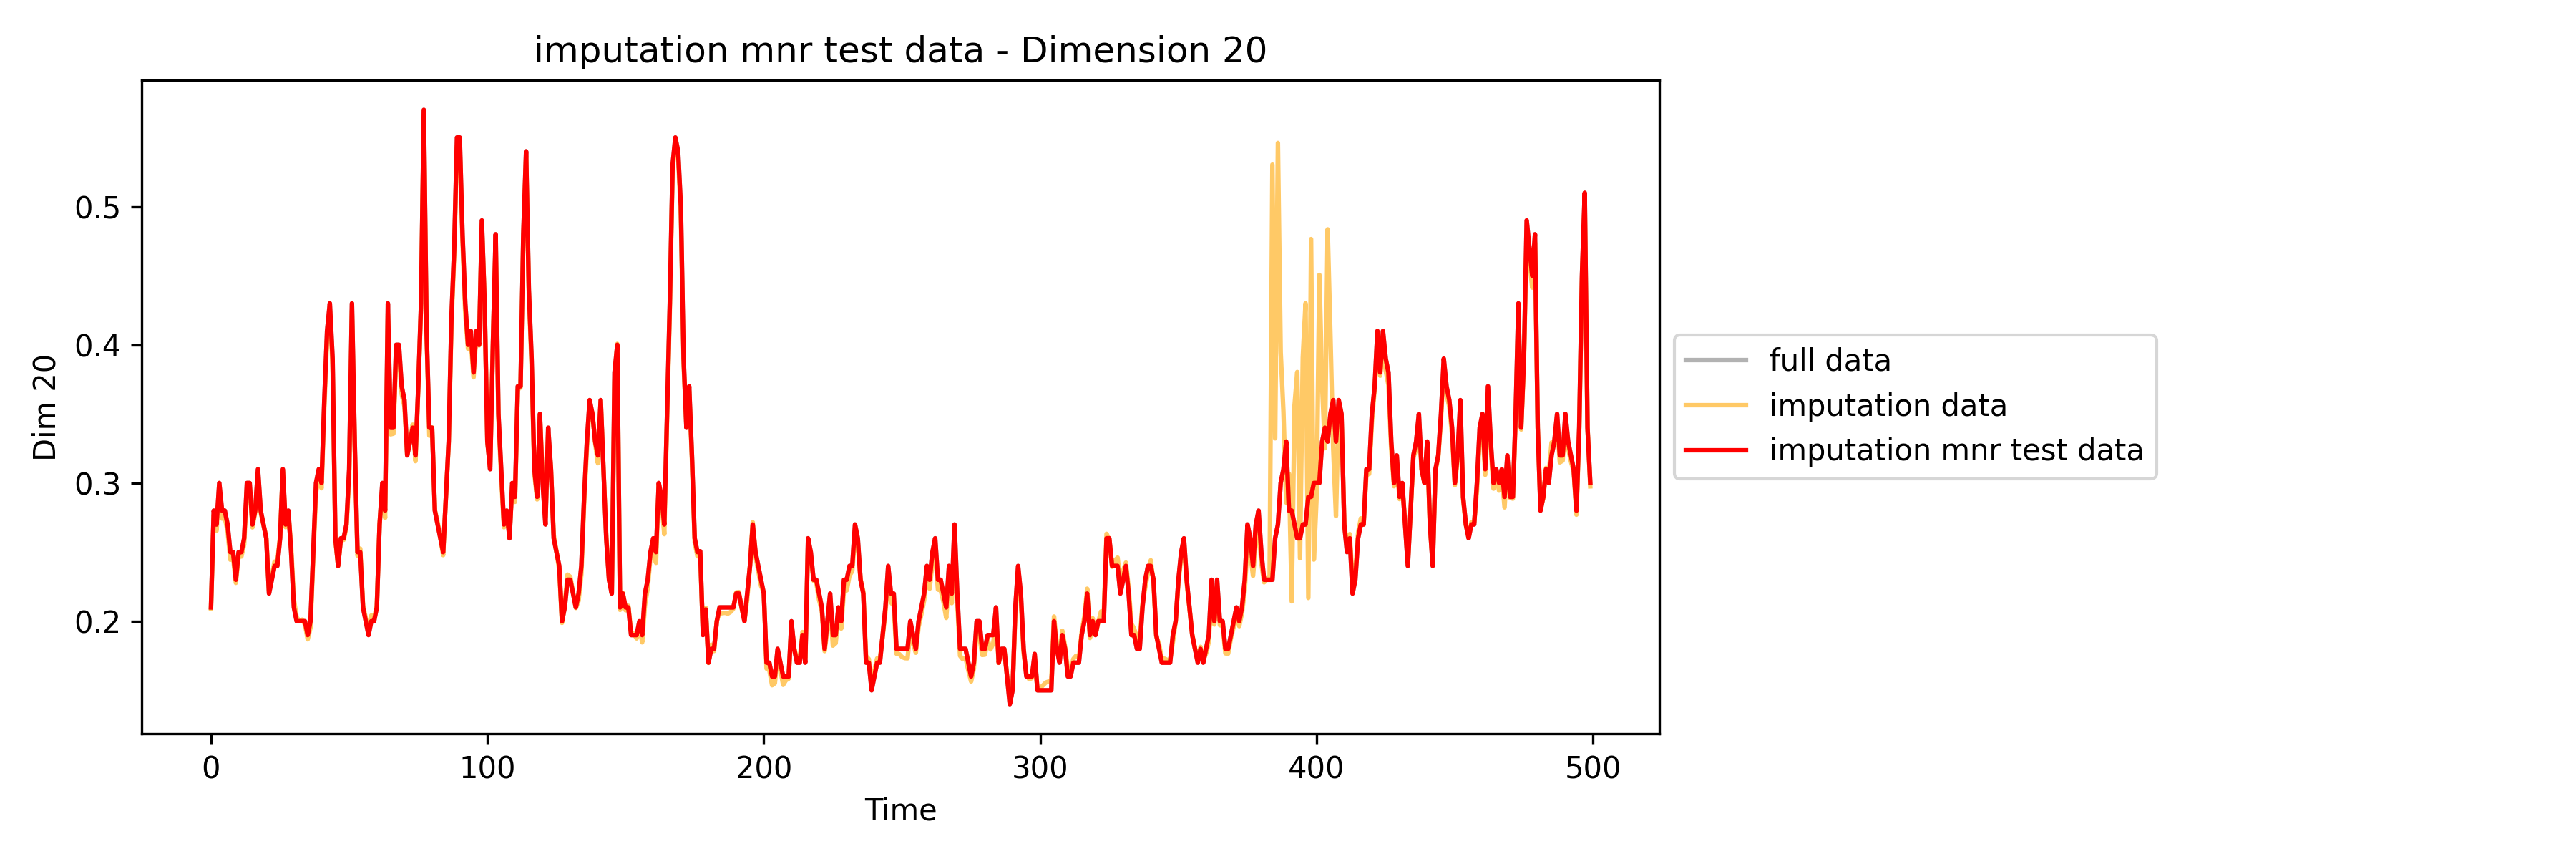 imputation mnr test data - Dimension 20
0.5
0.4
0.3
0.2
Dim 20
0 100 200 300 400 500
Time
full data
imputation data
imputation mnr test data